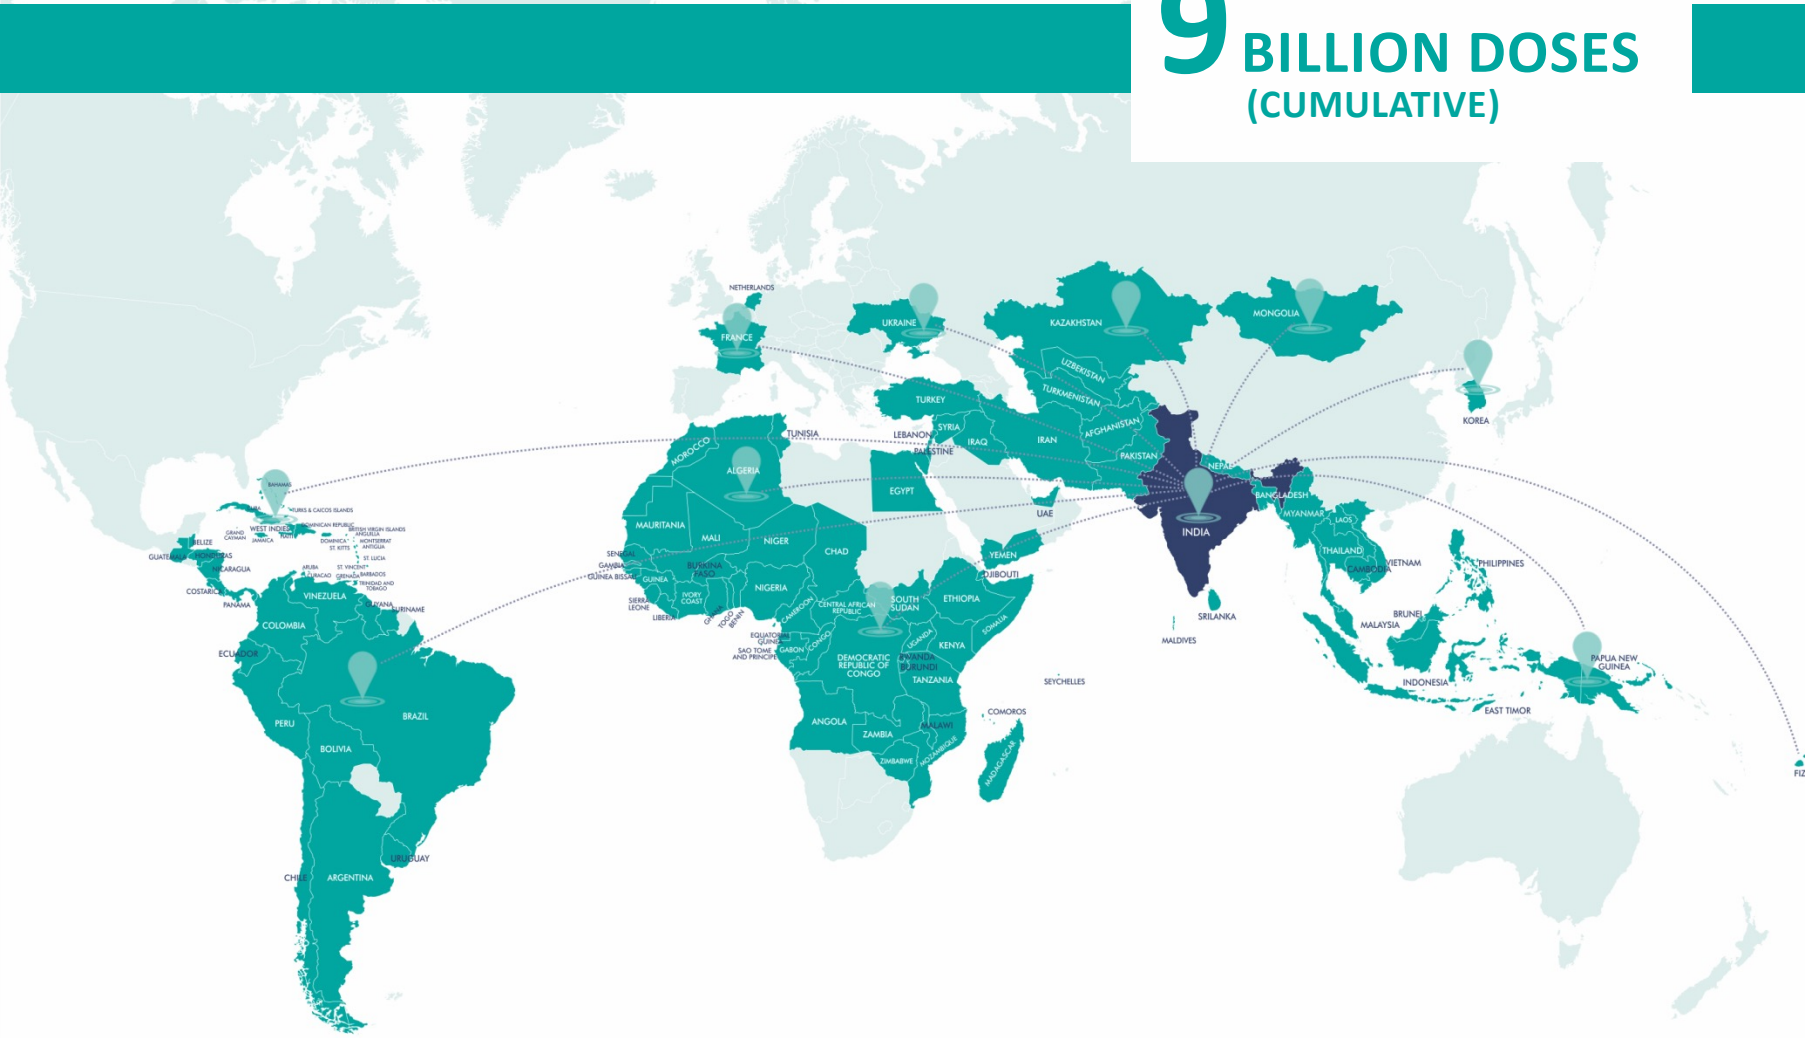 9 BILLION DOSES
(CUMULATIVE)
NETHERLANDS
FRANCE
UKRAINE
KAZAKHSTAN
MONGOLIA
UZBEKISTAN
TURKMENISTAN
TURKEY
KOREA
AFGHANISTAN
SYRIA
LEBANON
IRAQ
IRAN
PALESTINE
PAKISTAN
TUNISIA
MOROCCO
ALGERIA
EGYPT
NEPAL
BANGLADESH
INDIA
MYANMAR
LAOS
THAILAND
CAMBODIA
VIETNAM
PHILIPPINES
UAE
YEMEN
DJIBOUTI
BAHAMAS
TURKS & CAICOS ISLANDS
WEST INDIES
DOMINICAN REPUBLIC
BRITISH VIRGIN ISLANDS
ANGUILLA
GRAND
CAYMAN
JAMAICA
HAITI
DOMINICA
ST. KITTS
MONTSERRAT
ANTIGUA
BELIZE
GUATEMALA
HONDURAS
ST. LUCIA
NICARAGUA
ARUBA
CURACAO
ST. VINCENT
GRENADA
BARBADOS
TRINIDAD AND
TOBAGO
COSTARICA
PANAMA
VENEZUELA
GUYANA
SURINAME
COLOMBIA
ECUADOR
PERU
BRAZIL
BOLIVIA
URUGUAY
CHILE
ARGENTINA
MAURITANIA
MALI
NIGER
CHAD
SENEGAL
GAMBIA
GUINEA BISSAU
GUINEA
BURKINA
FASO
SIERRA
LEONE
LIBERIA
IVORY
COAST
GHANA
TOGO
BENIN
NIGERIA
CAMEROON
CENTRAL AFRICAN
REPUBLIC
SOUTH
SUDAN
ETHIOPIA
SOMALIA
EQUATORIAL
GUINEA
SAO TOME
AND PRINCIPE
GABON
CONGO
DEMOCRATIC
REPUBLIC OF
CONGO
UGANDA
KENYA
RWANDA
BURUNDI
TANZANIA
ANGOLA
ZAMBIA
MALAWI
ZIMBABWE
MOZAMBIQUE
MADAGASCAR
COMOROS
SEYCHELLES
MALDIVES
SRILANKA
BRUNEI
MALAYSIA
INDONESIA
EAST TIMOR
PAPUA NEW
GUINEA